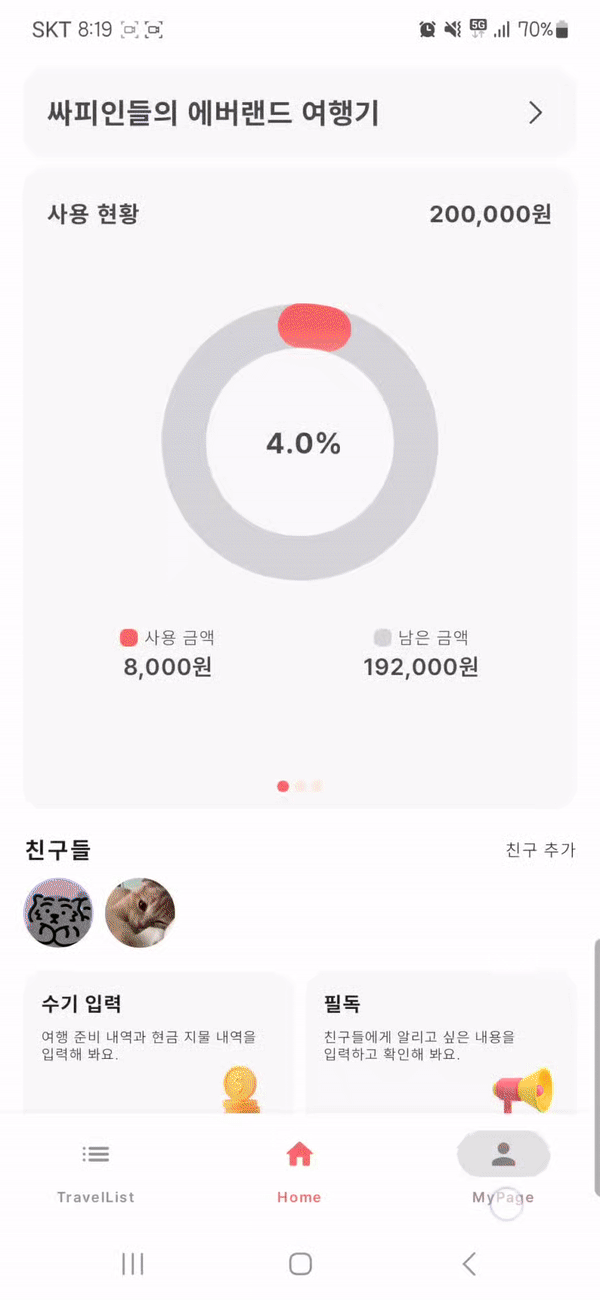 SKT 8:19 5G 70%
싸피인들의 에버랜드 여행기
사용 현황 200,000원
4.0%
사용 금액 남은 금액
8,000원 192,000원
친구들 친구 추가
수기 입력 필독
여행 준비 내역과 현금 지물 내역을 친구들에게 알리고 싶은 내용을
입력해 봐요. 입력하고 확인해 봐요.
TravelList Home MyPage